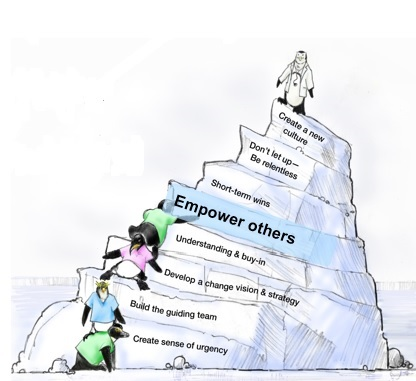 Create a new
culture
Don't let up—
Be relentless
Short-term wins
Empower others
Understanding & buy-in
Develop a change vision & strategy
Build the guiding team
Create sense of urgency